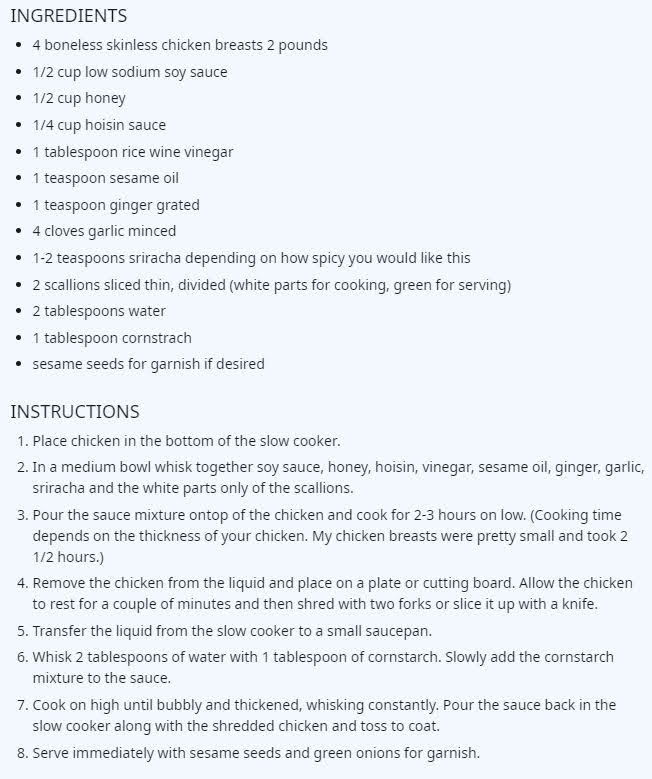 INGREDIENTS
• 4 boneless skinless chicken breasts 2 pounds
• 1/2 cup low sodium soy sauce
• 1/2 cup honey
• 1/4 cup hoisin sauce
• 1 tablespoon rice wine vinegar
• 1 teaspoon sesame oil
• 1 teaspoon ginger grated
• 4 cloves garlic minced
• 1-2 teaspoons sriracha depending on how spicy you would like this
• 2 scallions sliced thin, divided (white parts for cooking, green for serving)
• 2 tablespoons water
• 1 tablespoon cornstrach
• sesame seeds for garnish if desired
INSTRUCTIONS
1. Place chicken in the bottom of the slow cooker.
2. In a medium bowl whisk together soy sauce, honey, hoisin, vinegar, sesame oil, ginger, garlic,
sriracha and the white parts only of the scallions.
3. Pour the sauce mixture ontop of the chicken and cook for 2-3 hours on low. (Cooking time
depends on the thickness of your chicken. My chicken breasts were pretty small and took 2
1/2 hours.)
4. Remove the chicken from the liquid and place on a plate or cutting board. Allow the chicken
to rest for a couple of minutes and then shred with two forks or slice it up with a knife.
5. Transfer the liquid from the slow cooker to a small saucepan.
6. Whisk 2 tablespoons of water with 1 tablespoon of cornstarch. Slowly add the cornstarch
mixture to the sauce.
7. Cook on high until bubbly and thickened, whisking constantly. Pour the sauce back in the
slow cooker along with the shredded chicken and toss to coat.
8. Serve immediately with sesame seeds and green onions for garnish.